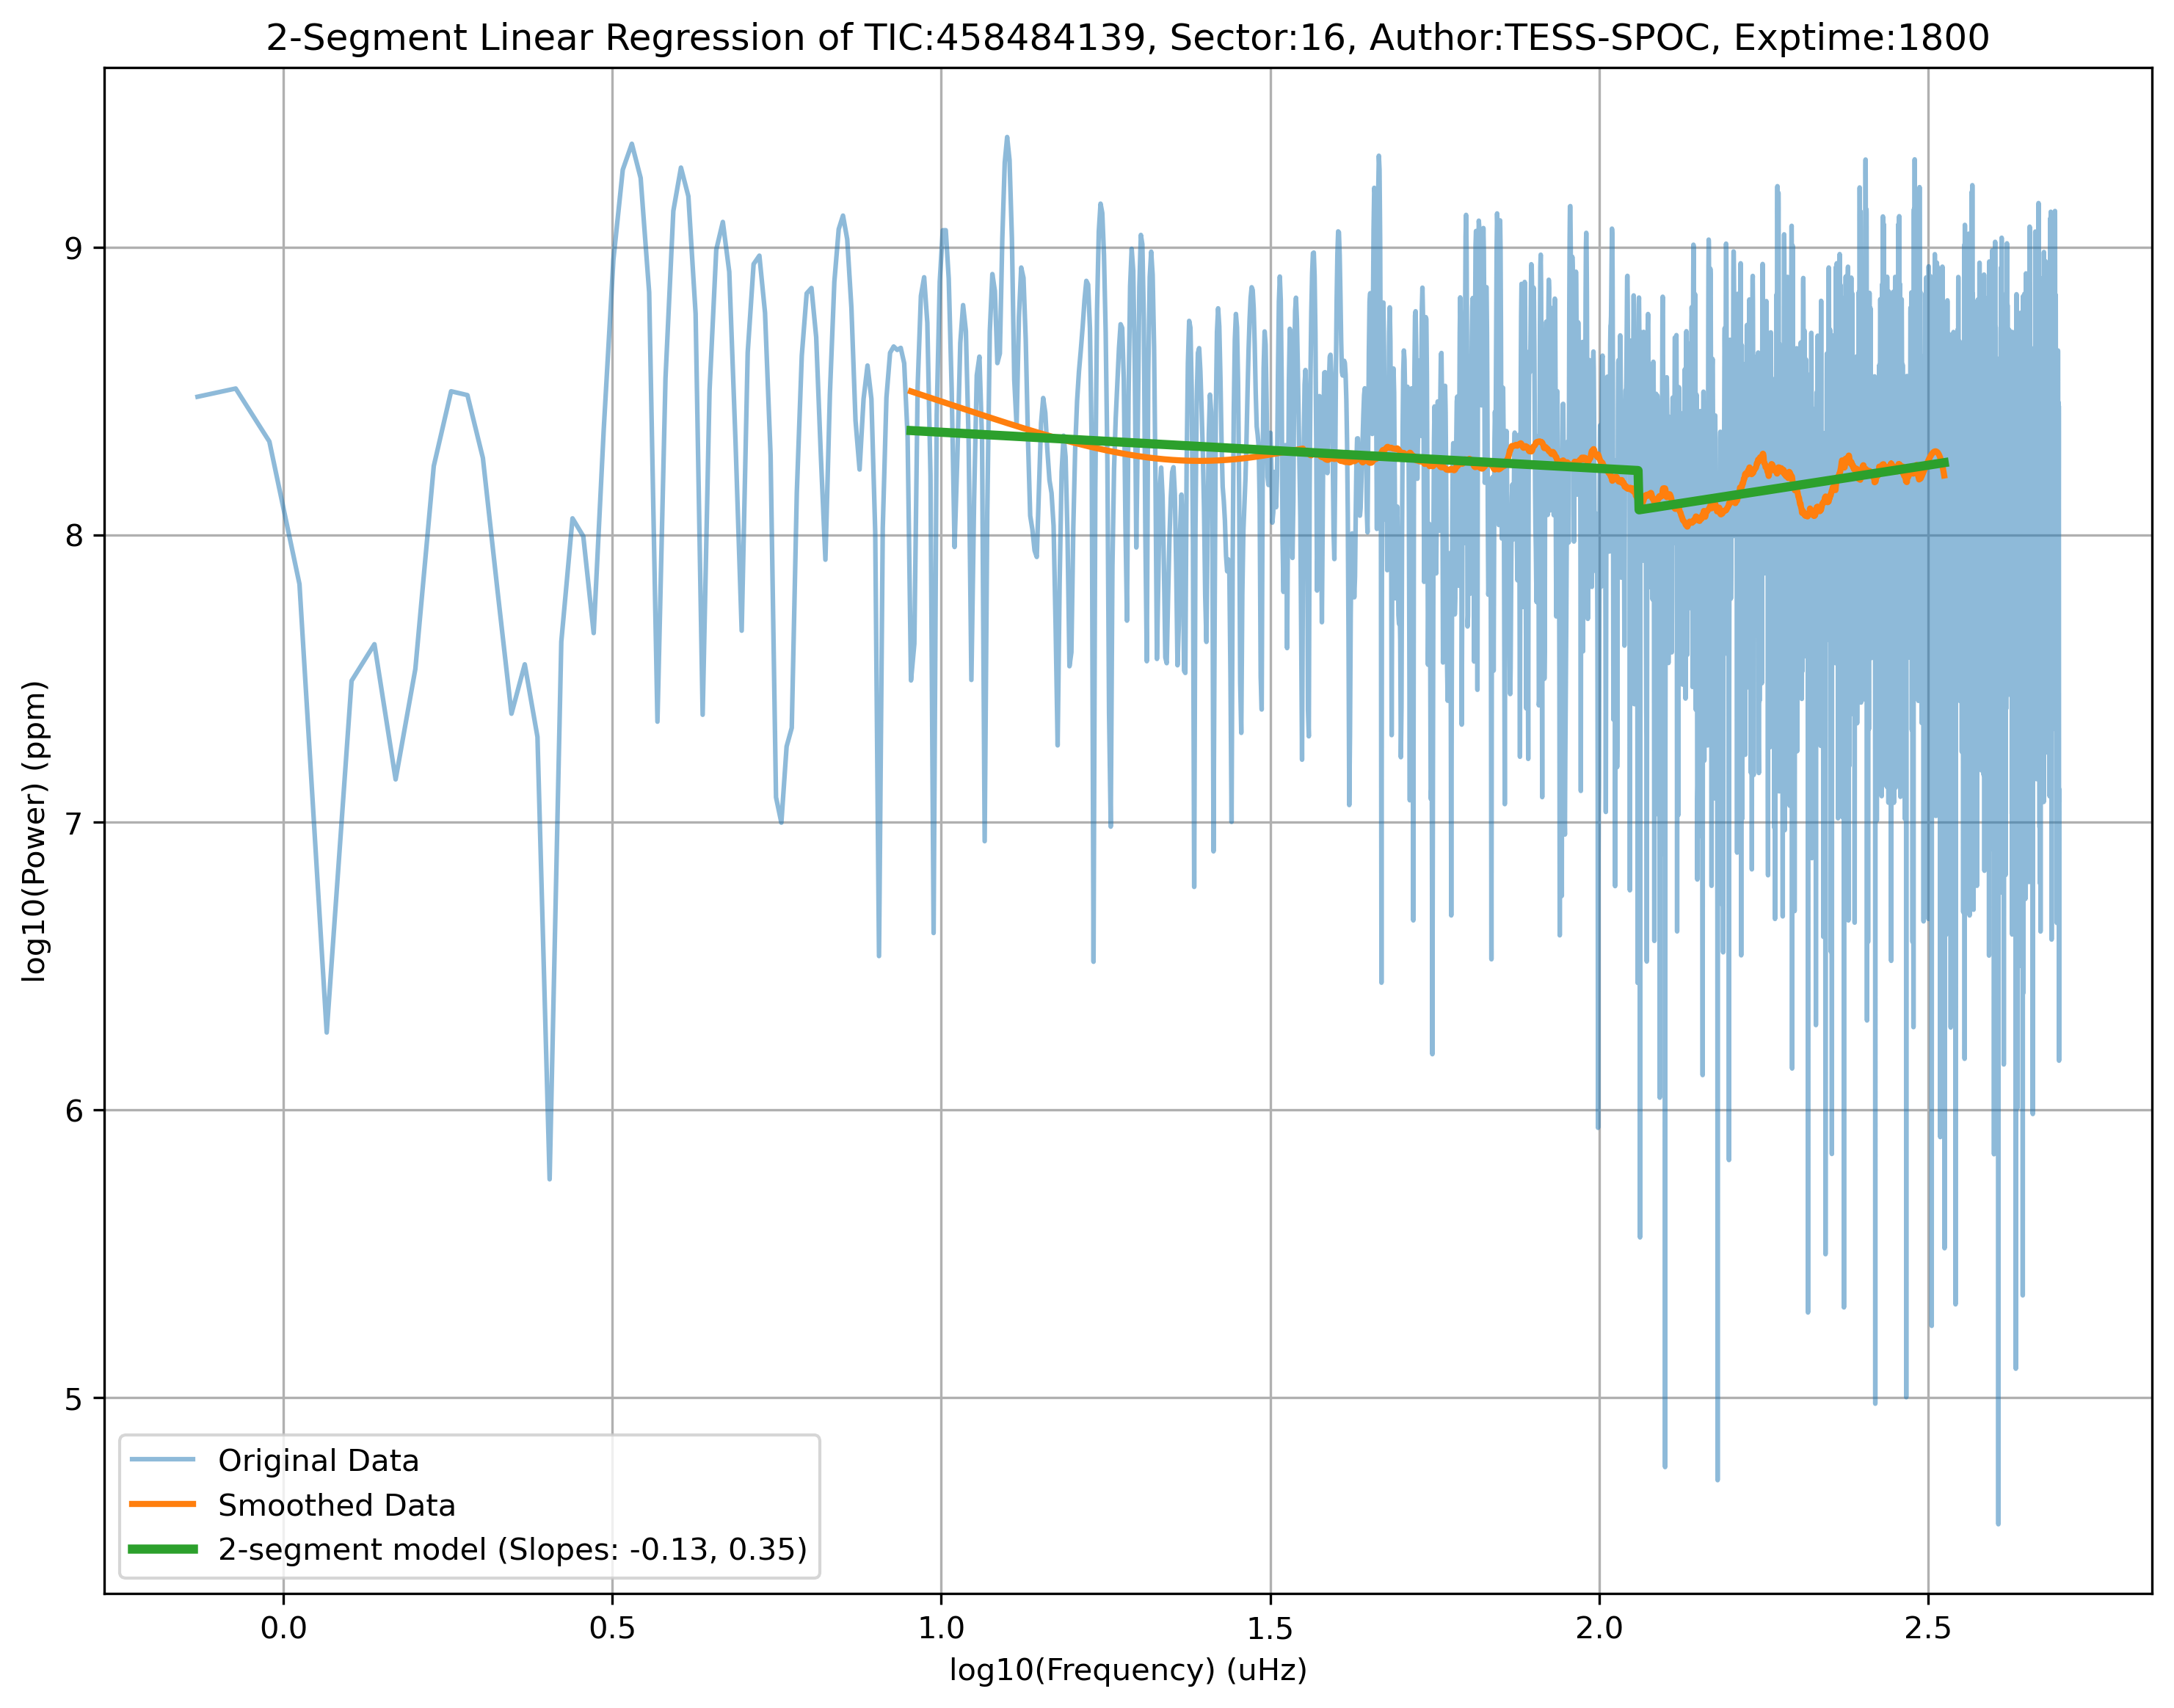 2-Segment Linear Regression of TIC:458484139, Sector:16, Author:TESS-SPOC, Exptime:1800
log10(Power) (ppm)
9
8
7
6
5
Original Data
Smoothed Data
2-segment model (Slopes: -0.13, 0.35)
0.0 0.5 1.0 1.5 2.0 2.5
log10(Frequency) (uHz)